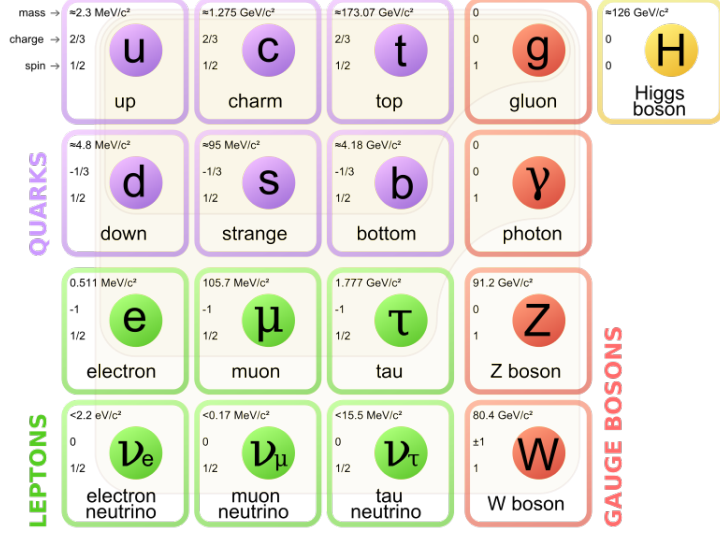 mass → ≈2.3 MeV/c²
charge → 2/3
spin → 1/2
u
up
≈1.275 GeV/c²
2/3
1/2
c
charm
≈173.07 GeV/c²
2/3
1/2
t
top
0
0
1
g
gluon
≈126 GeV/c²
0
0
H
Higgs
boson
QUARKS
≈4.8 MeV/c²
-1/3
1/2
d
down
≈95 MeV/c²
-1/3
1/2
s
strange
≈4.18 GeV/c²
-1/3
1/2
b
bottom
0
0
1
γ
photon
0.511 MeV/c²
-1
1/2
e
electron
105.7 MeV/c²
-1
1/2
μ
muon
1.777 GeV/c²
-1
1/2
τ
tau
91.2 GeV/c²
0
1
Z
Z boson
LEPTONS
<2.2 eV/c²
0
1/2
νe
electron
neutrino
<0.17 MeV/c²
0
1/2
νμ
muon
neutrino
<15.5 MeV/c²
0
1/2
ντ
tau
neutrino
80.4 GeV/c²
±1
1
W
W boson
GAUGE BOSONS